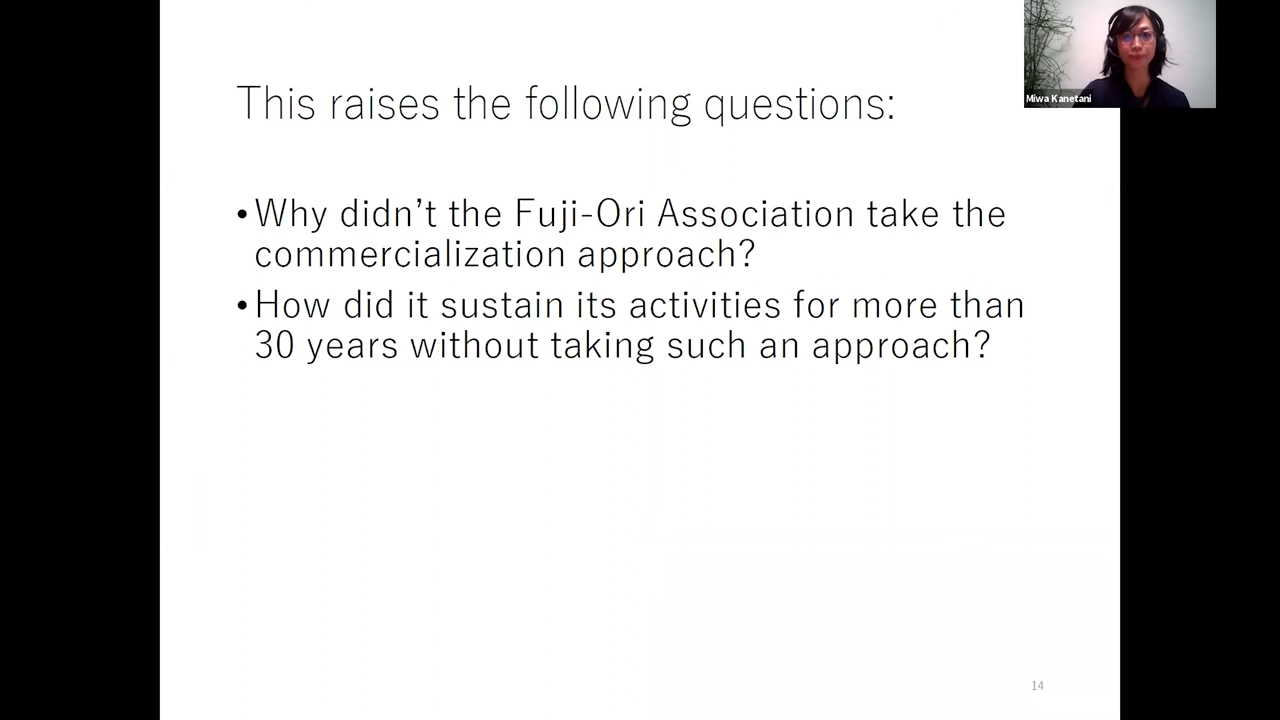 Miwa Kanetani
This raises the following questions:
•Why didn’t the Fuji-Ori Association take the
commercialization approach?
•How did it sustain its activities for more than
30 years without taking such an approach?
14